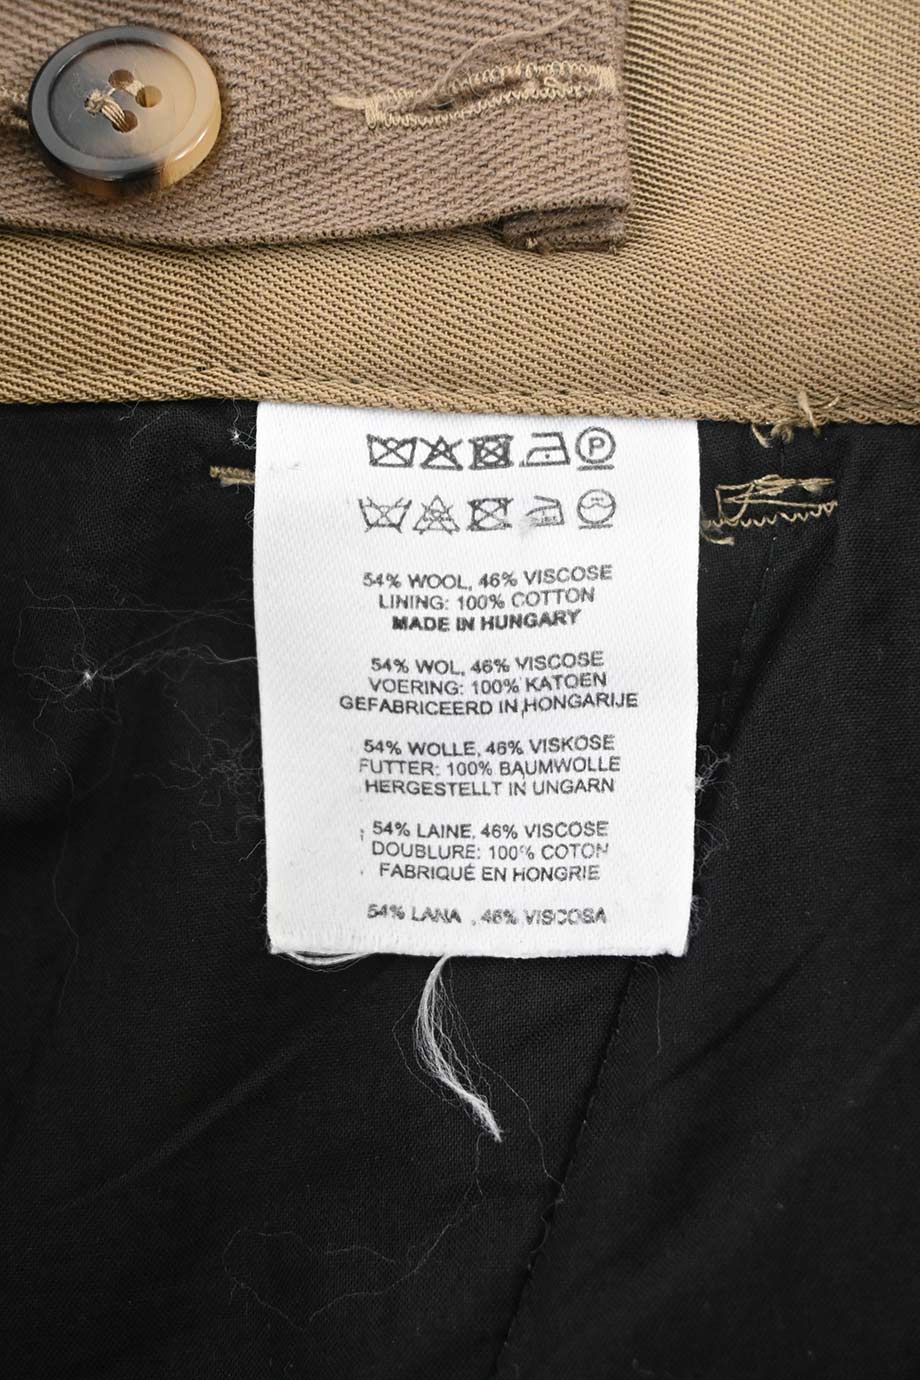 P
54% WOOL, 46% VISCOSE
LINING: 100% COTTON
MADE IN HUNGARY
54% WOL, 46% VISCOSE
VOERING: 100% KATOEN
GEFABRICEERD IN HONGARIJE
54% WOLLE, 46% VISKOSE
FUTTER: 100% BAUMWOLLE
HERGESTELLT IN UNGARN
54% LAINE, 46% VISCOSE
DOUBLURE: 100% COTON
FABRIQUÉ EN HONGRIE
54% LANA , 46% VISCOSA